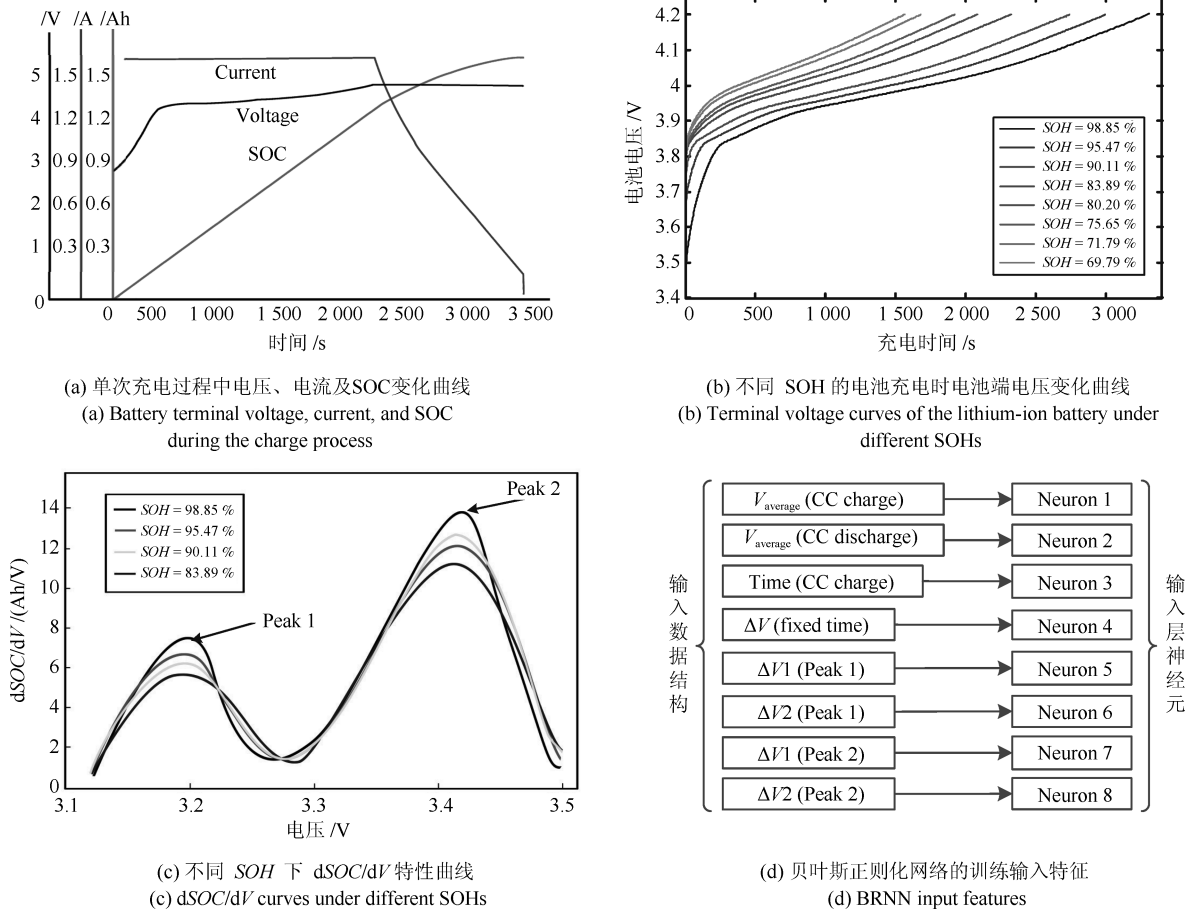 /V /A /Ah
5 1.5 1.5
4 1.2 1.2
3 0.9 0.9
2 0.6 0.6
1 0.3 0.3
0
Current
Voltage
SOC
0 500 1 000 1 500 2 000 2 500 3 000 3 500
时间 /s
(a) 单次充电过程中电压、电流及SOC变化曲线
(a) Battery terminal voltage, current, and SOC
during the charge process
4.2
4.1
4.0
3.9
3.8
3.7
3.6
3.5
3.4
电池电压 /V
SOH = 98.85 %
SOH = 95.47 %
SOH = 90.11 %
SOH = 83.89 %
SOH = 80.20 %
SOH = 75.65 %
SOH = 71.79 %
SOH = 69.79 %
0 500 1 000 1 500 2 000 2 500 3 000
充电时间 /s
(b) 不同 SOH 的电池充电时电池端电压变化曲线
(b) Terminal voltage curves of the lithium-ion battery under
different SOHs
14
12
10
8
6
4
2
0
dSOC/dV /(Ah/V)
SOH = 98.85 %
SOH = 95.47 %
SOH = 90.11 %
SOH = 83.89 %
Peak 1
Peak 2
3.1 3.2 3.3 3.4 3.5
电压 /V
(c) 不同 SOH 下 dSOC/dV 特性曲线
(c) dSOC/dV curves under different SOHs
输入数据结构
Vaverage (CC charge) Neuron 1
Vaverage (CC discharge) Neuron 2
Time (CC charge) Neuron 3
ΔV (fixed time) Neuron 4
ΔV1 (Peak 1) Neuron 5
ΔV2 (Peak 1) Neuron 6
ΔV1 (Peak 2) Neuron 7
ΔV2 (Peak 2) Neuron 8
输入层神经元
(d) 贝叶斯正则化网络的训练输入特征
(d) BRNN input features